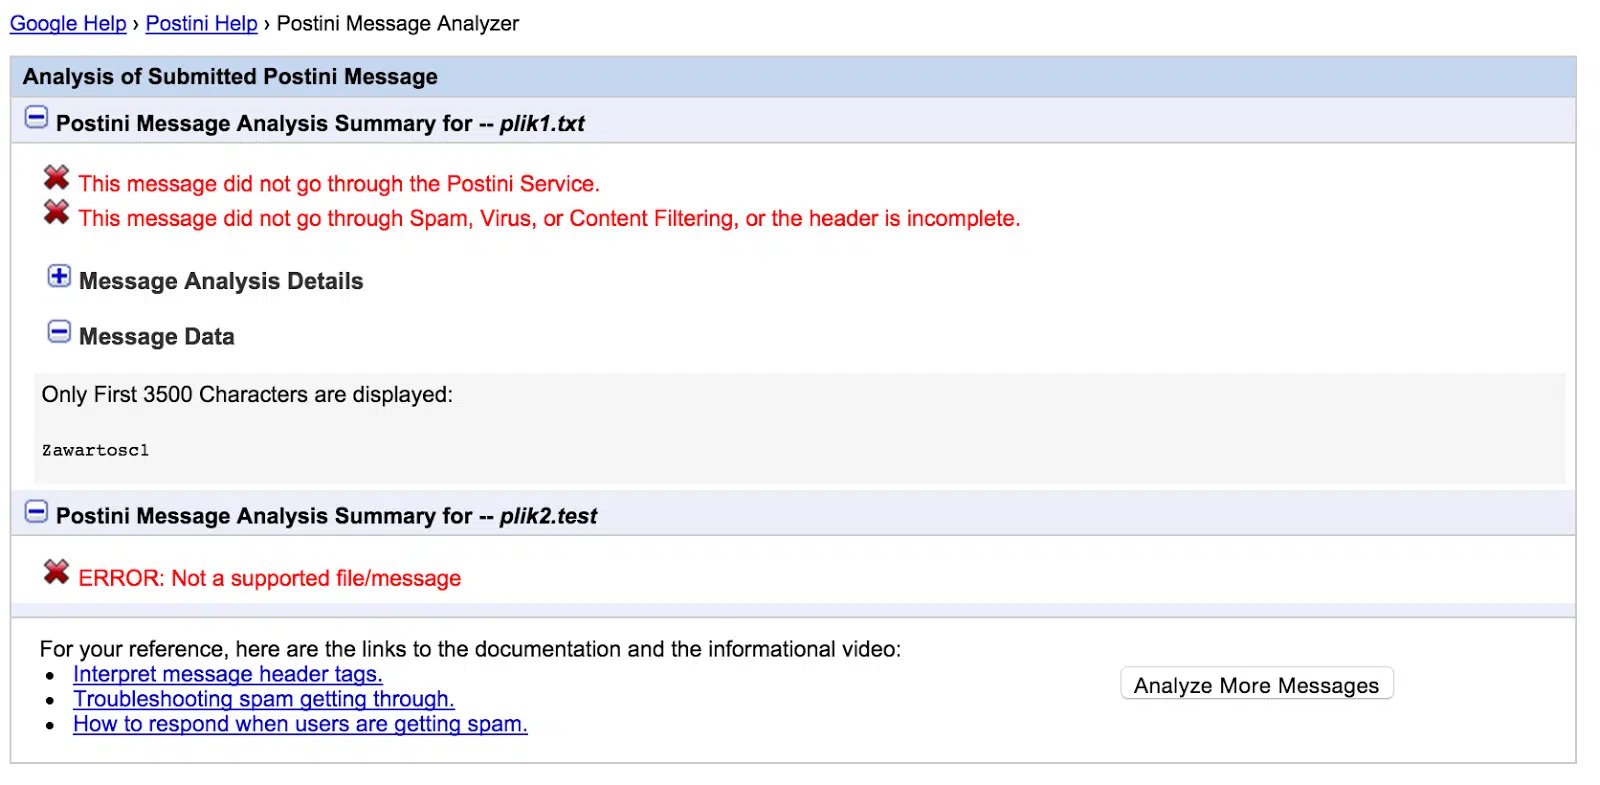 Google Help › Postini Help › Postini Message Analyzer
Analysis of Submitted Postini Message
Postini Message Analysis Summary for -- plik1.txt
This message did not go through the Postini Service.
This message did not go through Spam, Virus, or Content Filtering, or the header is incomplete.
Message Analysis Details
Message Data
Only First 3500 Characters are displayed:
Zawartosc1
Postini Message Analysis Summary for -- plik2.test
ERROR: Not a supported file/message
For your reference, here are the links to the documentation and the informational video:
Interpret message header tags.
Troubleshooting spam getting through.
How to respond when users are getting spam.
Analyze More Messages